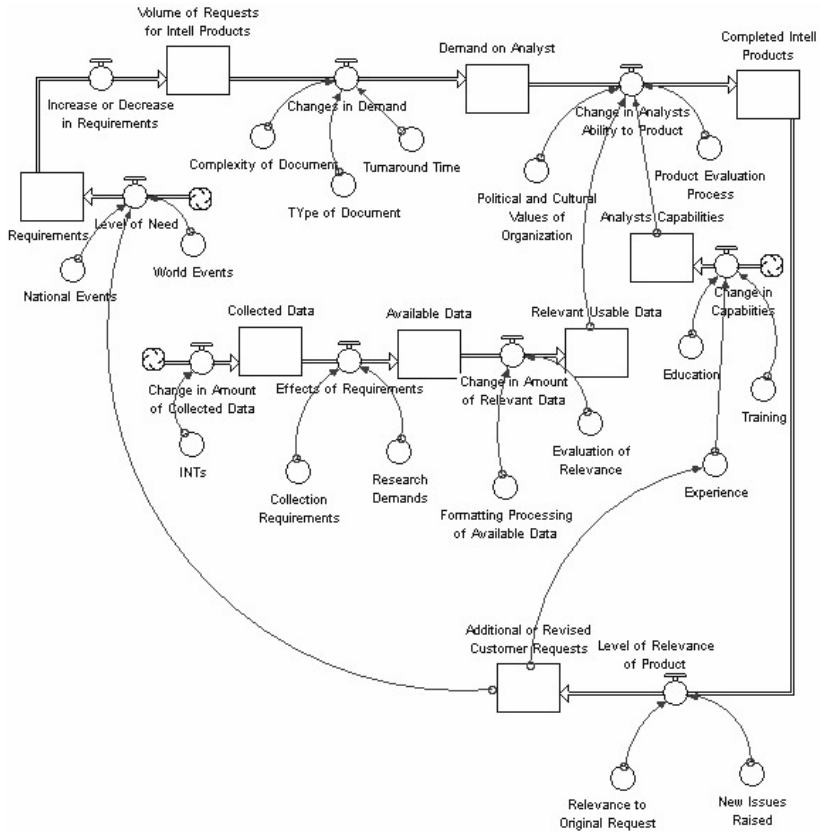 Volume of Requests
for Intell Products
Demand on Analyst
Completed Intell
Products
Increase or Decrease
in Requirements
Changes in Demand
Change in Analysts
Ability to Product
Complexity of Document
Turnaround Time
TYpe of Document
Product Evaluation
Process
Political and Cultural
Values of
Organization
Analysts Capabilities
Requirements
Level of Need
World Events
National Events
Change in
Capabiities
Collected Data
Available Data
Relevant Usable Data
Change in Amount
of Collected Data
Effects of Requirements
Change in Amount
of Relevant Data
Education
Training
INTs
Collection
Requirements
Research
Demands
Evaluation of
Relevance
Formatting Processing
of Available Data
Experience
Additional or Revised
Customer Requests
Level of Relevance
of Product
Relevance to
Original Request
New Issues
Raised